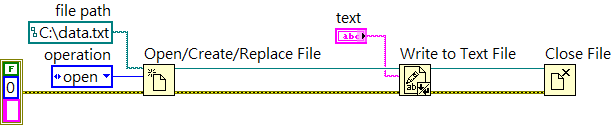 file path
C:\data.txt
operation
open
F
0
Open/Create/Replace File
text
abc
Write to Text File
ab
Close File